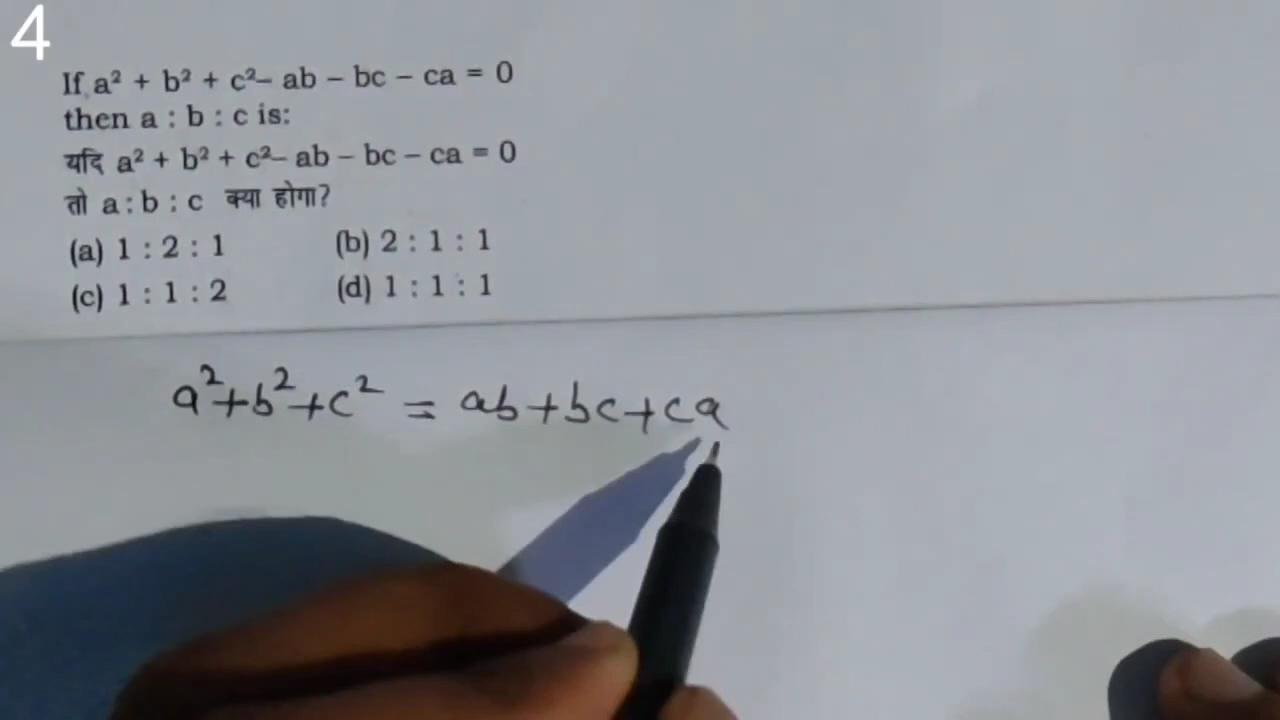 4
If a² + b² + c²– ab – bc – ca = 0
then a : b : c is:
यदि a² + b² + c²– ab – bc – ca = 0
तो a : b : c क्या होगा?
(a) 1 : 2 : 1 (b) 2 : 1 : 1
(c) 1 : 1 : 2 (d) 1 : 1 : 1
a²+b²+c² = ab+bc+ca